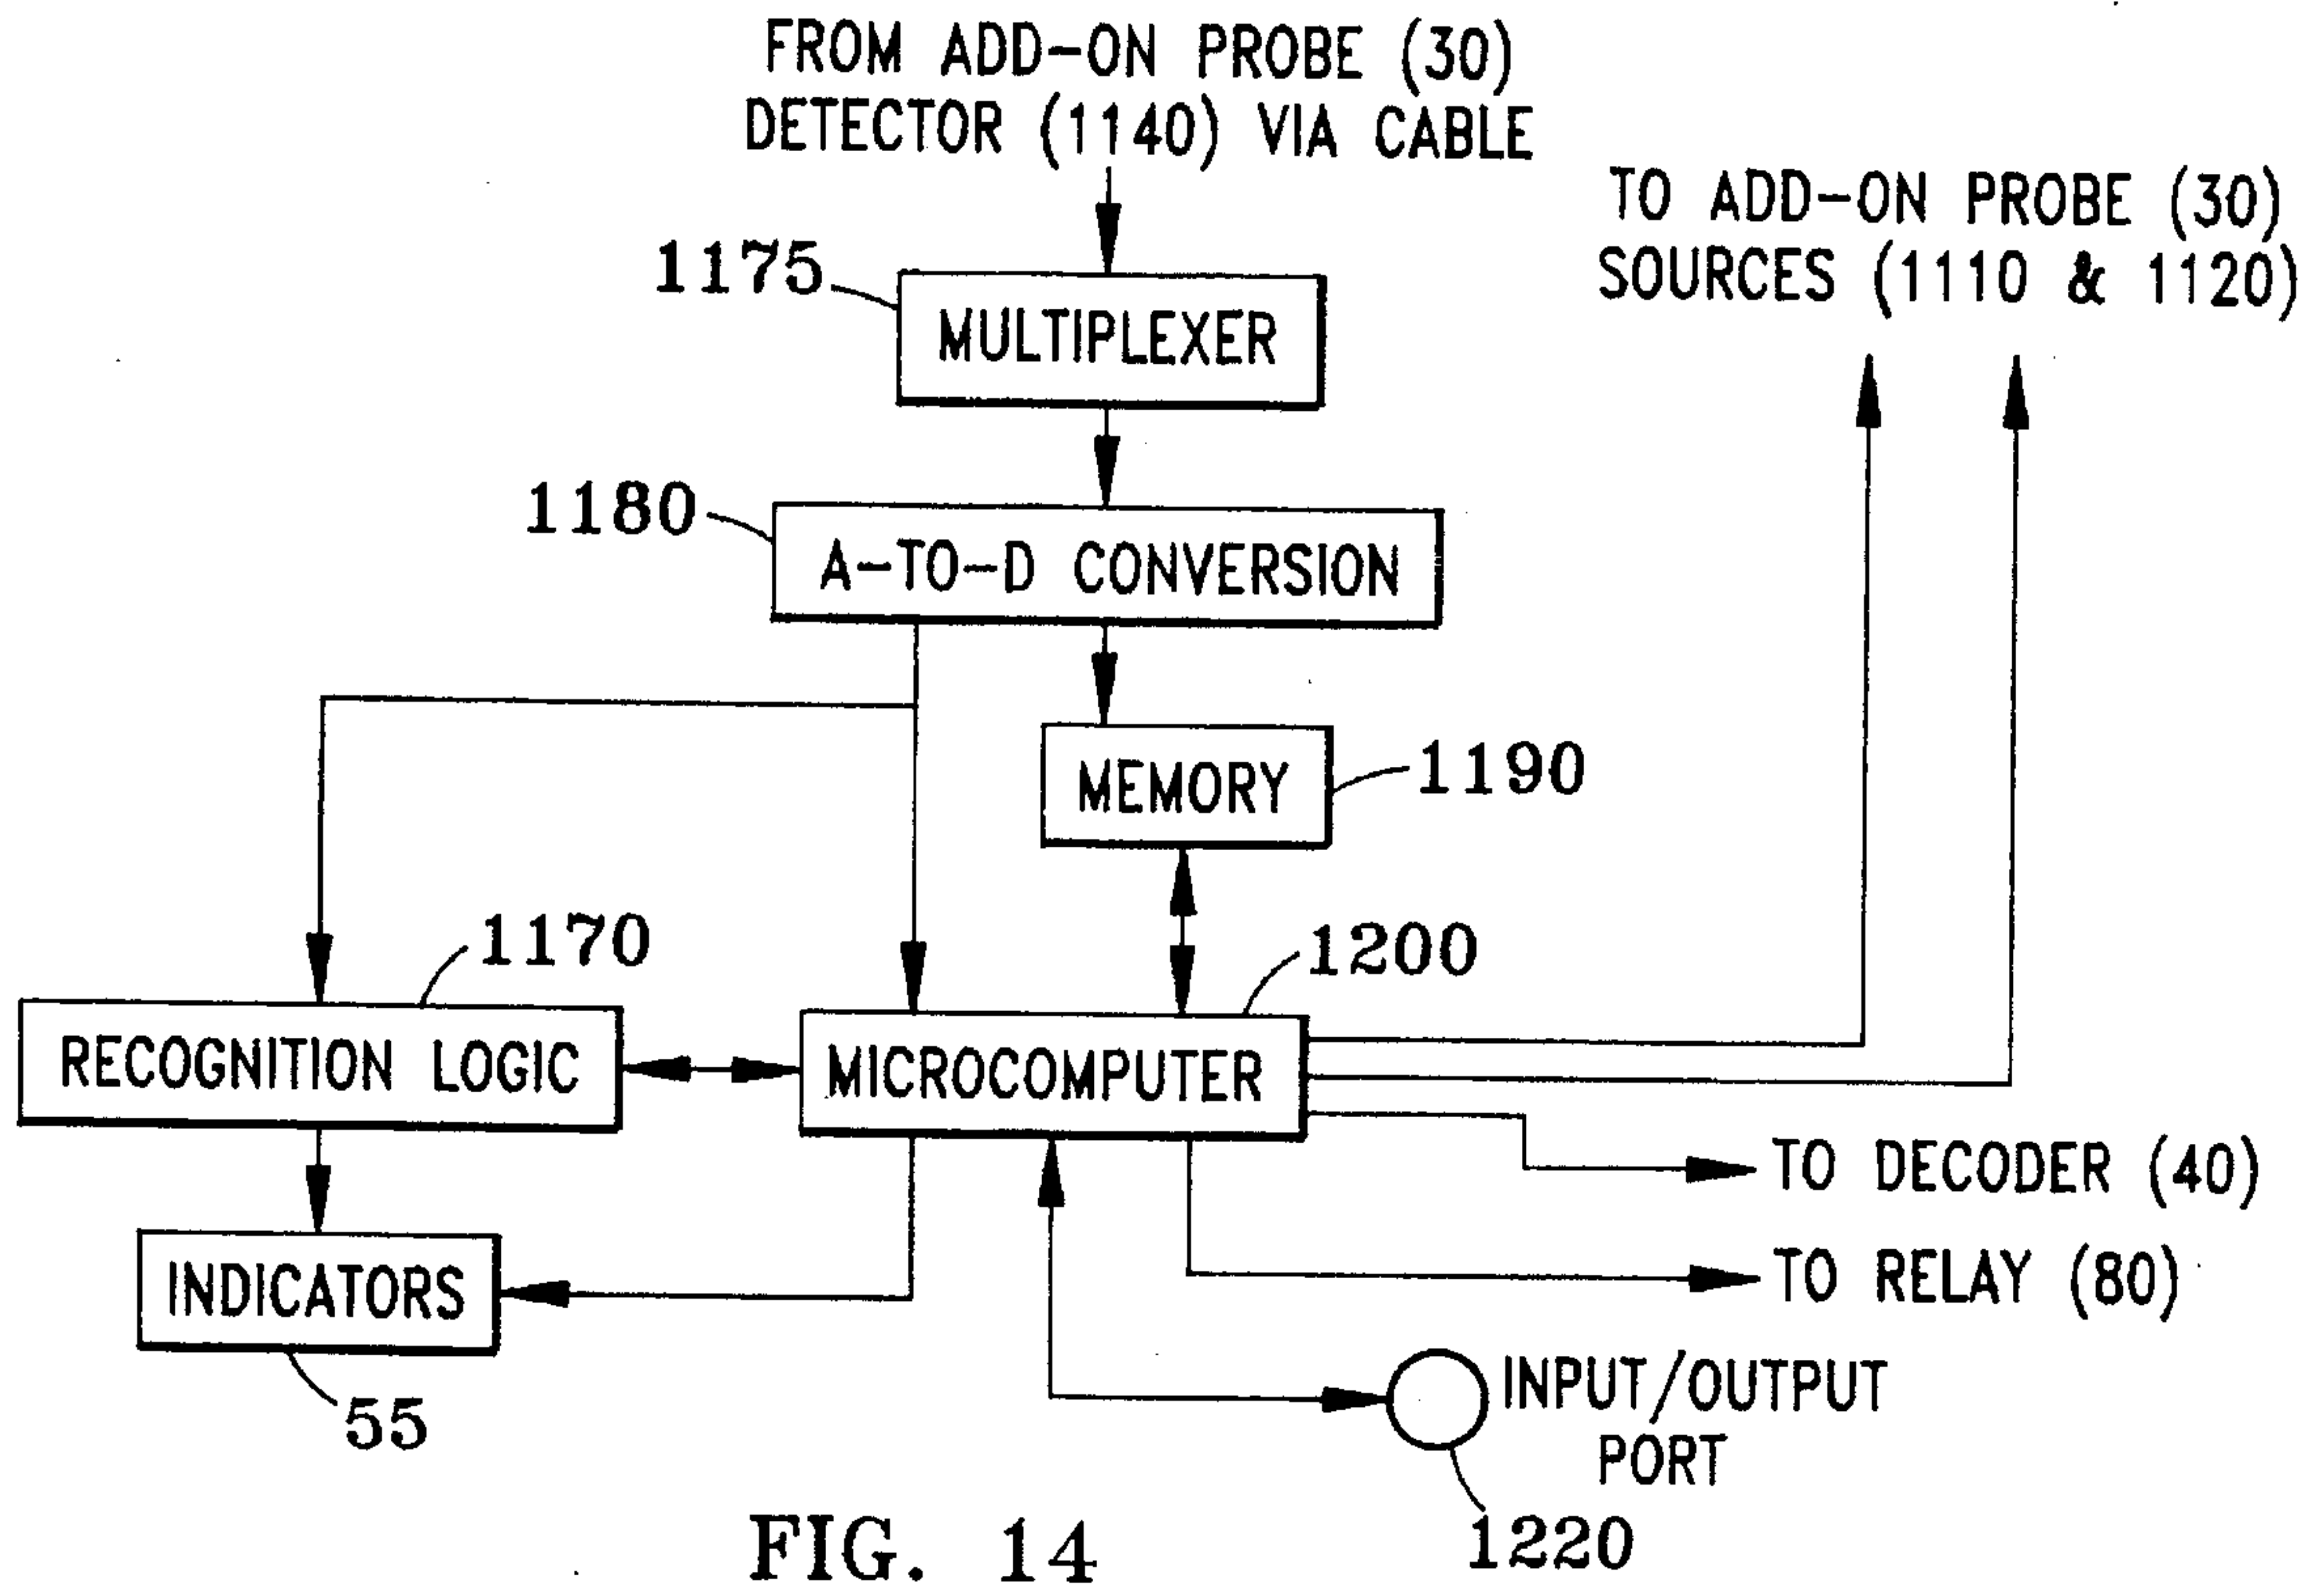 FROM ADD-ON PROBE (30)
DETECTOR (1140) VIA CABLE
TO ADD-ON PROBE (30)
SOURCES (1110 & 1120)
1175
MULTIPLEXER
1180
A-TO-D CONVERSION
MEMORY
1190
1170
1200
RECOGNITION LOGIC
MICROCOMPUTER
TO DECODER (40)
INDICATORS
TO RELAY (80)
55
INPUT/OUTPUT
PORT
1220
FIG. 14